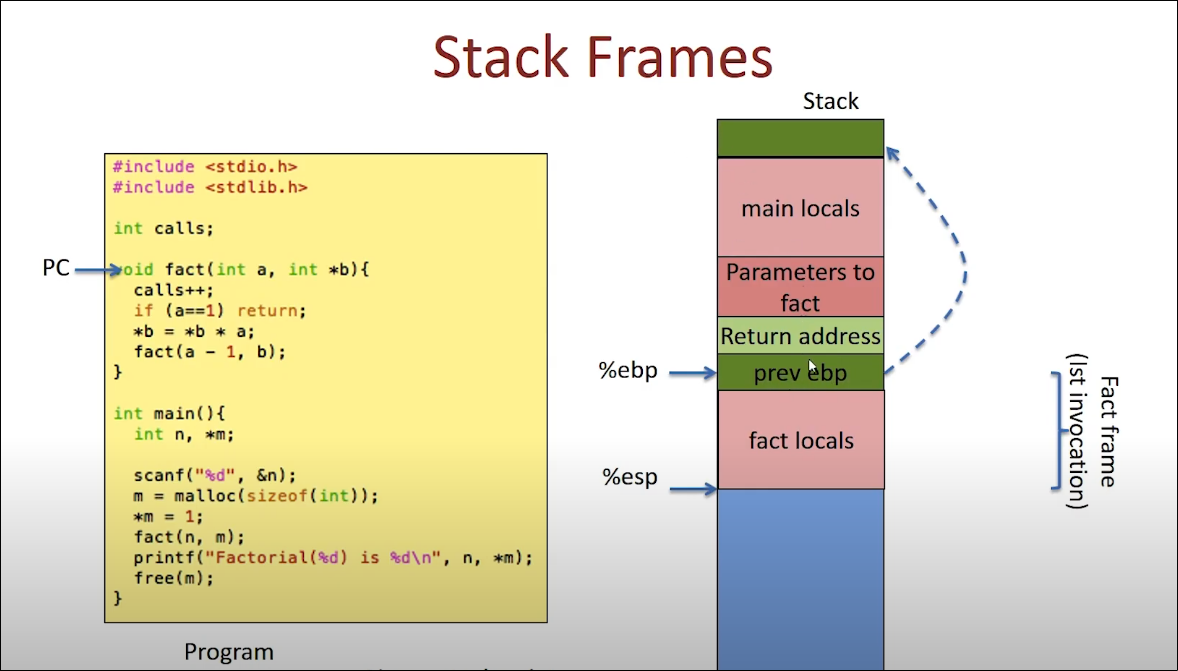 Stack Frames
Stack
#include <stdio.h>
#include <stdlib.h>
int calls;
PC
void fact(int a, int *b){
calls++;
if (a==1) return;
*b = *b * a;
fact(a - 1, b);
}
int main(){
int n, *m;
scanf("%d", &n);
m = malloc(sizeof(int));
*m = 1;
fact(n, m);
printf("Factorial(%d) is %d\n", n, *m);
free(m);
}
Program
main locals
Parameters to
fact
Return address
%ebp
prev ebp
fact locals
%esp
Fact frame
(Ist invocation)